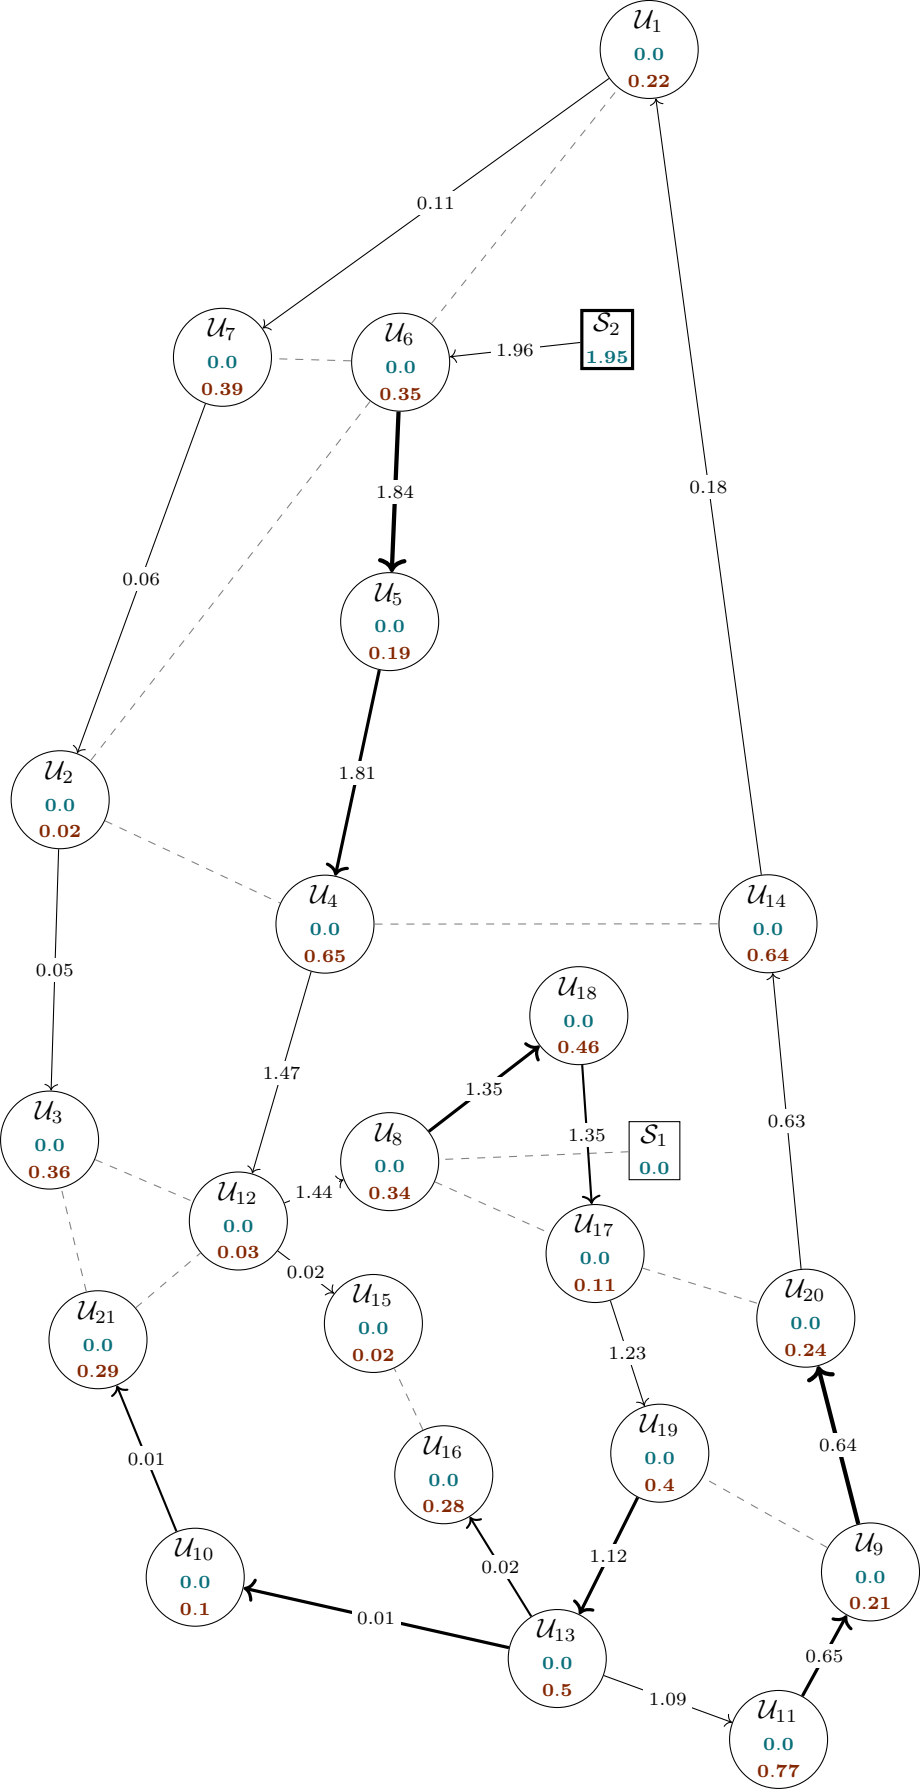 𝒰₁
0.0
0.22
0.11
𝒰₇
0.0
0.39
𝒰₆
0.0
0.35
1.96
𝒮₂
1.95
1.84
0.18
0.06
𝒰₅
0.0
0.19
1.81
𝒰₂
0.0
0.02
𝒰₄
0.0
0.65
𝒰₁₄
0.0
0.64
0.05
𝒰₁₈
0.0
0.46
1.47
1.35
0.63
𝒰₃
0.0
0.36
𝒰₈
0.0
0.34
1.35
𝒮₁
0.0
𝒰₁₂
0.0
0.03
1.44
𝒰₁₇
0.0
0.11
0.02
𝒰₁₅
0.0
0.02
𝒰₂₀
0.0
0.24
𝒰₂₁
0.0
0.29
1.23
𝒰₁₉
0.0
0.4
0.64
0.01
𝒰₁₆
0.0
0.28
𝒰₁₀
0.0
0.1
0.02
1.12
𝒰₉
0.0
0.21
0.01
𝒰₁₃
0.0
0.5
0.65
1.09
𝒰₁₁
0.0
0.77